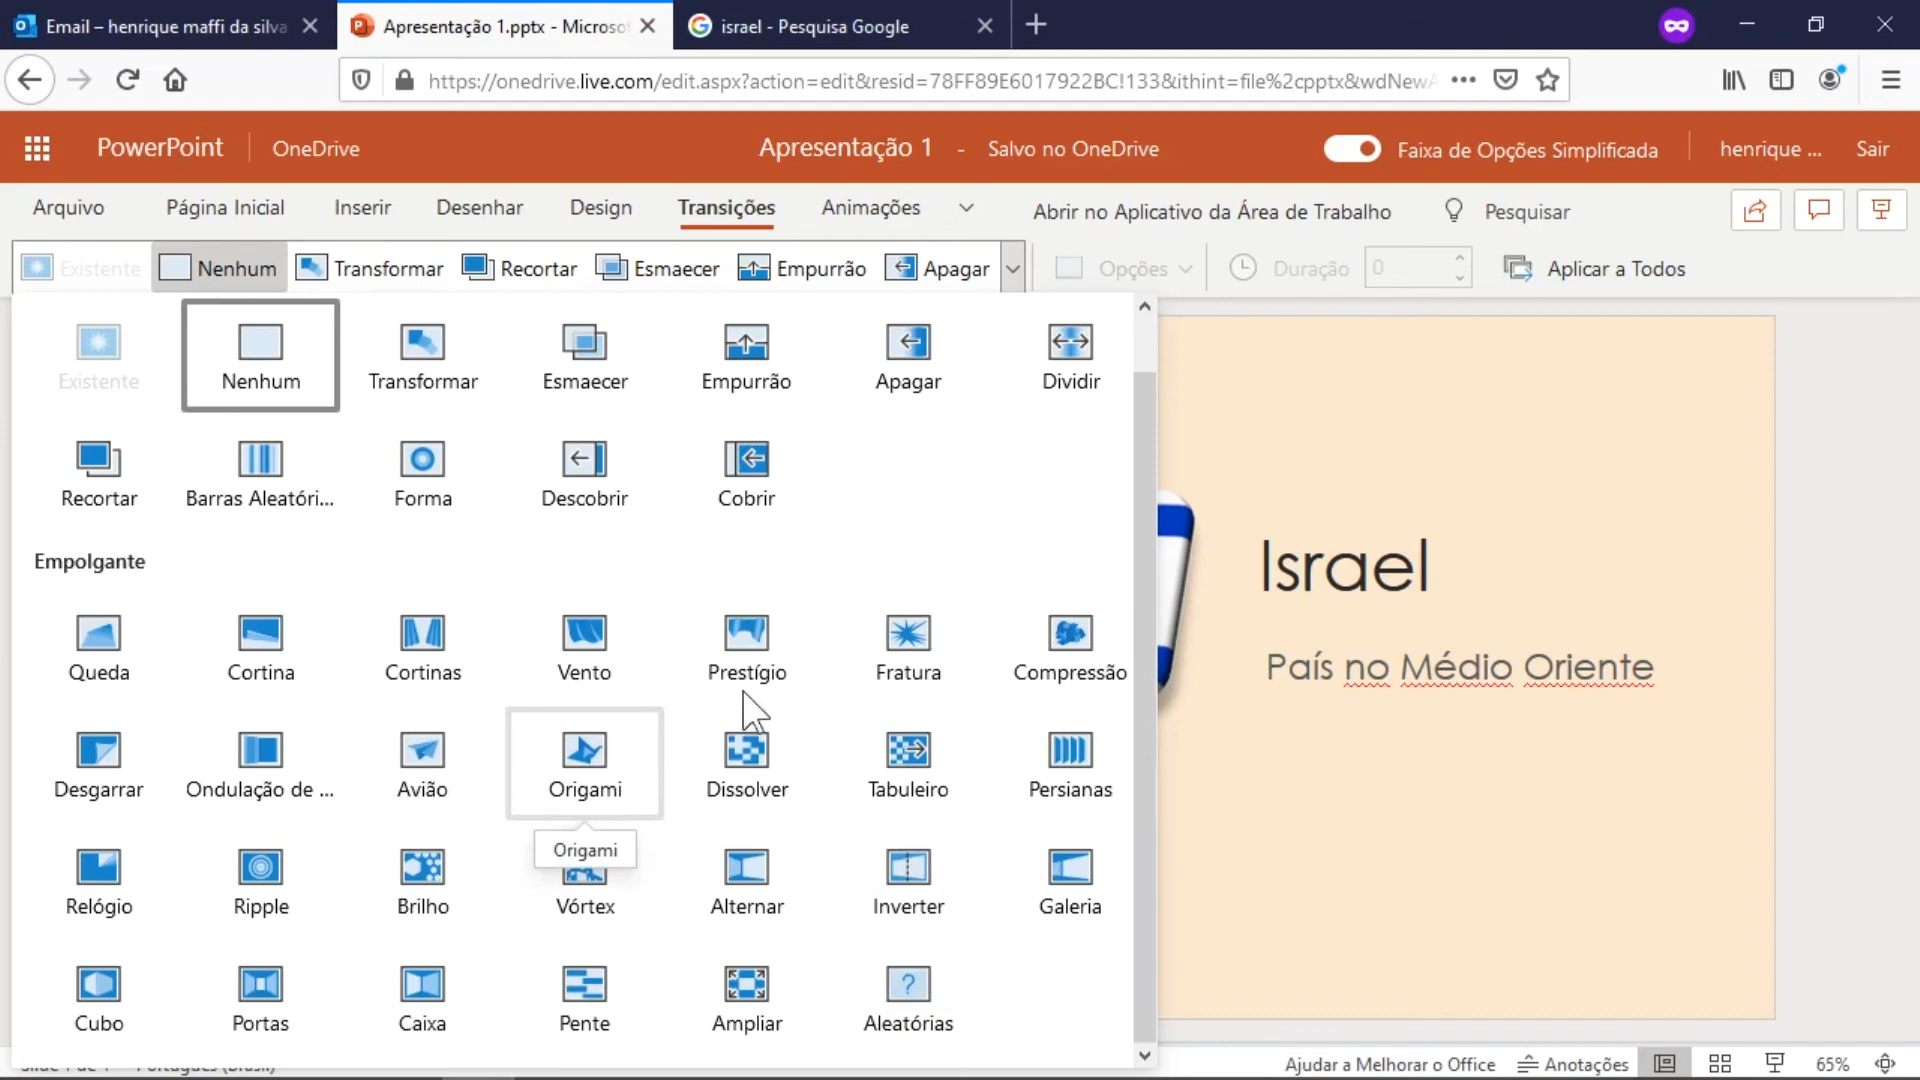 Email – henrique maffi da silva
Apresentação 1.pptx - Microsof
israel - Pesquisa Google
https://onedrive.live.com/edit.aspx?action=edit&resid=78FF89E6017922BC!133&ithint=file%2cpptx&wdNewA
PowerPoint OneDrive Apresentação 1 - Salvo no OneDrive Faixa de Opções Simplificada henrique ... Sair
Arquivo Página Inicial Inserir Desenhar Design Transições Animações Abrir no Aplicativo da Área de Trabalho Pesquisar
Existente Nenhum Transformar Recortar Esmaecer Empurrão Apagar Opções Duração 0 Aplicar a Todos
Existente Nenhum Transformar Esmaecer Empurrão Apagar Dividir
Recortar Barras Aleatóri... Forma Descobrir Cobrir
Empolgante
Queda Cortina Cortinas Vento Prestígio Fratura Compressão
Desgarrar Ondulação de ... Avião Origami Dissolver Tabuleiro Persianas
Origami
Relógio Ripple Brilho Vórtex Alternar Inverter Galeria
Cubo Portas Caixa Pente Ampliar Aleatórias
Israel
País no Médio Oriente
Ajudar a Melhorar o Office Anotações 65%